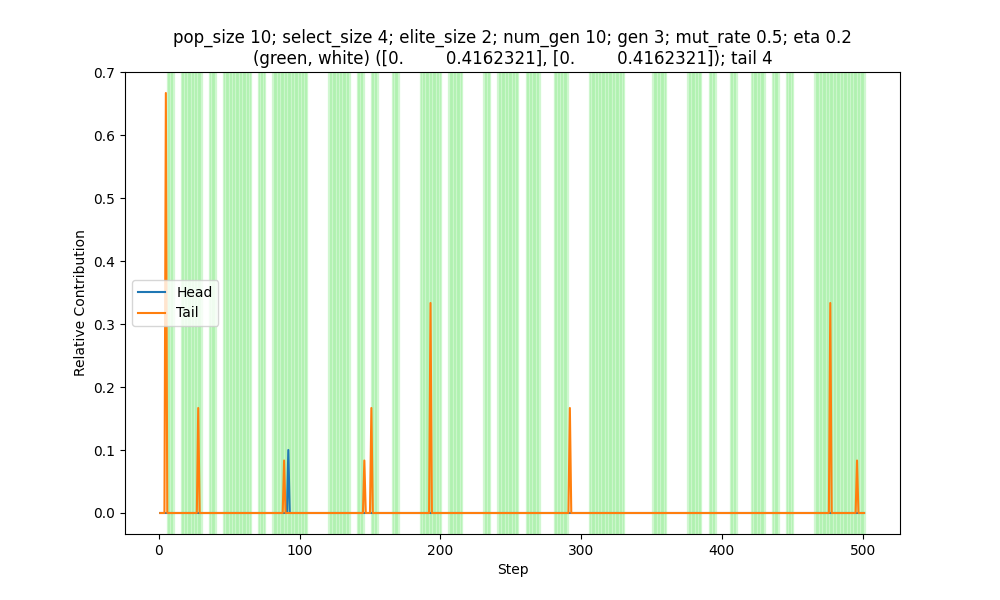 pop_size 10; select_size 4; elite_size 2; num_gen 10; gen 3; mut_rate 0.5; eta 0.2
(green, white) ([0. 0.4162321], [0. 0.4162321]); tail 4
0.7
0.6
0.5
0.4
0.3
0.2
0.1
0.0
Relative Contribution
Head
Tail
0 100 200 300 400 500
Step